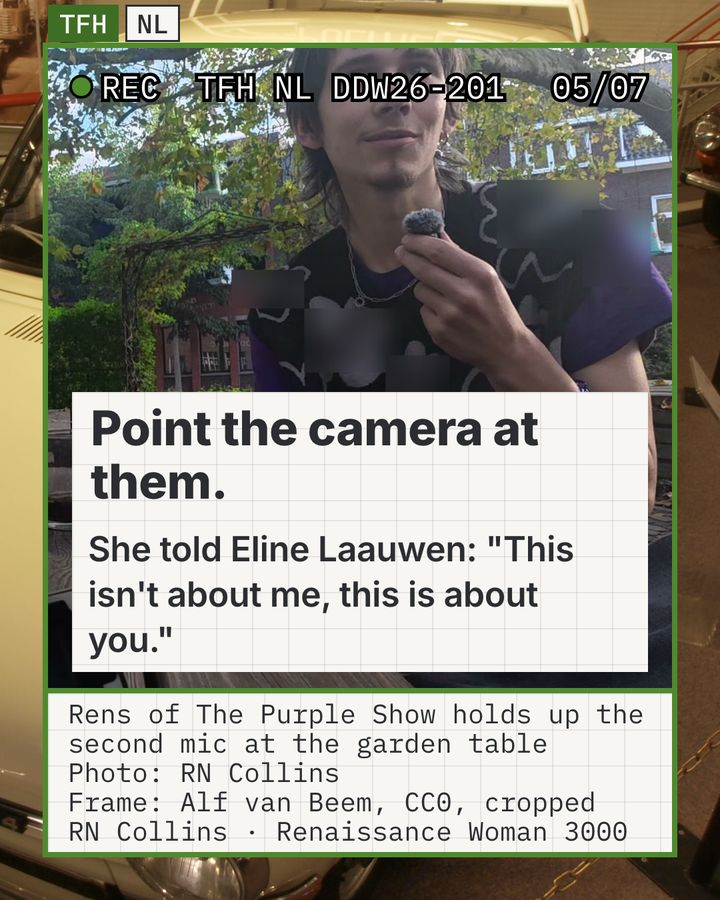 TFH NL
REC TFH NL DDW26-201 05/07
Point the camera at
them.
She told Eline Laauwen: "This
isn't about me, this is about
you."
Rens of The Purple Show holds up the
second mic at the garden table
Photo: RN Collins
Frame: Alf van Beem, CC0, cropped
RN Collins · Renaissance Woman 3000